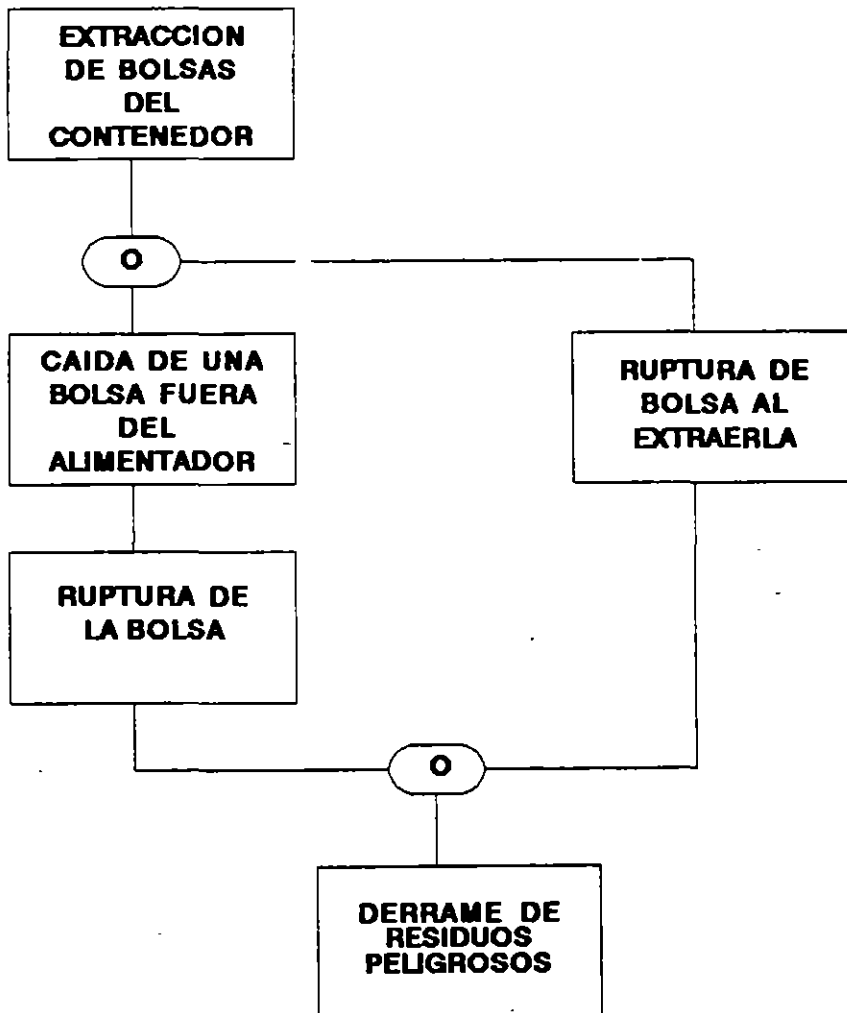 EXTRACCION
DE BOLSAS
DEL
CONTENEDOR
O
CAIDA DE UNA
BOLSA FUERA
DEL
ALIMENTADOR
RUPTURA DE
BOLSA AL
EXTRAERLA
RUPTURA DE
LA BOLSA
O
DERRAME DE
RESIDUOS
PELIGROSOS